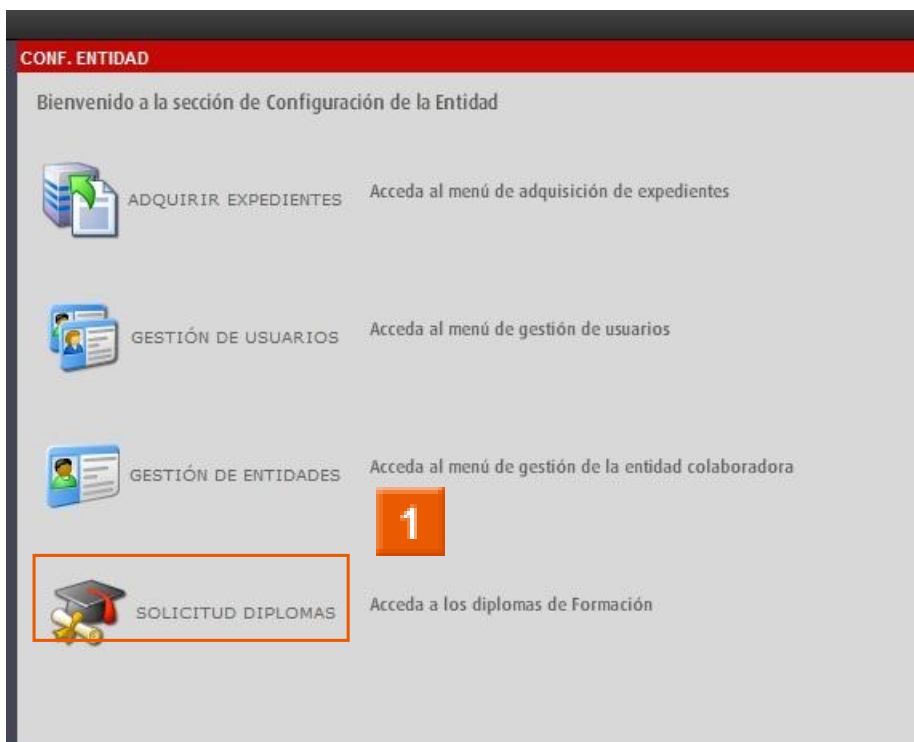 CONF. ENTIDAD
Bienvenido a la sección de Configuración de la Entidad
ADQUIRIR EXPEDIENTES Acceda al menú de adquisición de expedientes
GESTIÓN DE USUARIOS Acceda al menú de gestión de usuarios
GESTIÓN DE ENTIDADES Acceda al menú de gestión de la entidad colaboradora
1
SOLICITUD DIPLOMAS Acceda a los diplomas de Formación